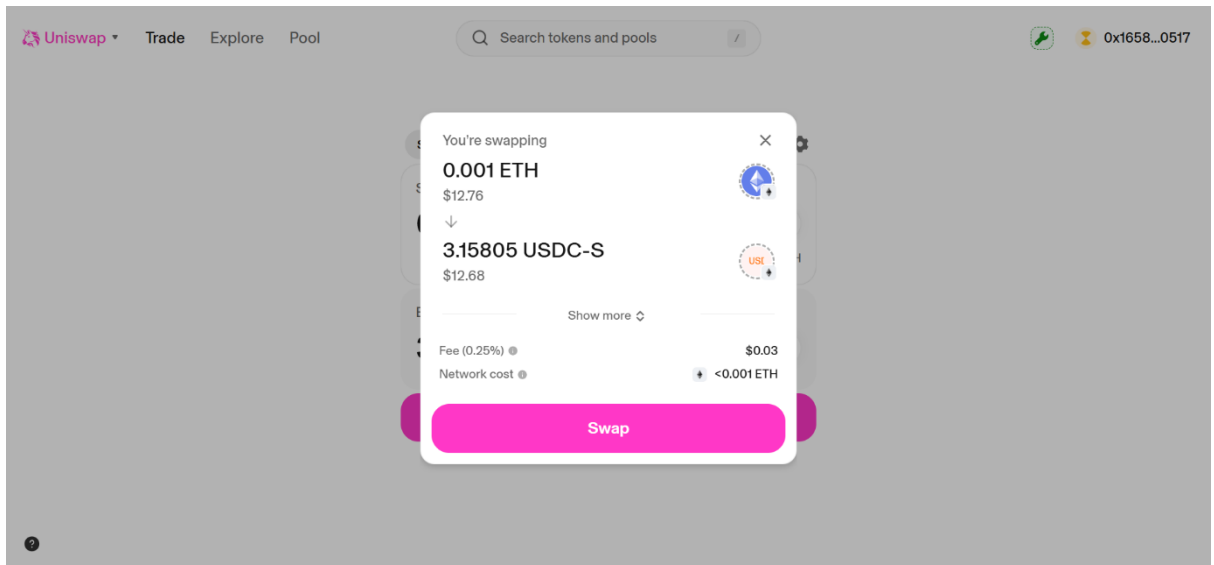 Uniswap Trade Explore Pool Search tokens and pools / 0x1658...0517
You're swapping
0.001 ETH
$12.76
3.15805 USDC-S
$12.68
USD
Show more
Fee (0.25%) $0.03
Network cost <0.001 ETH
Swap
?